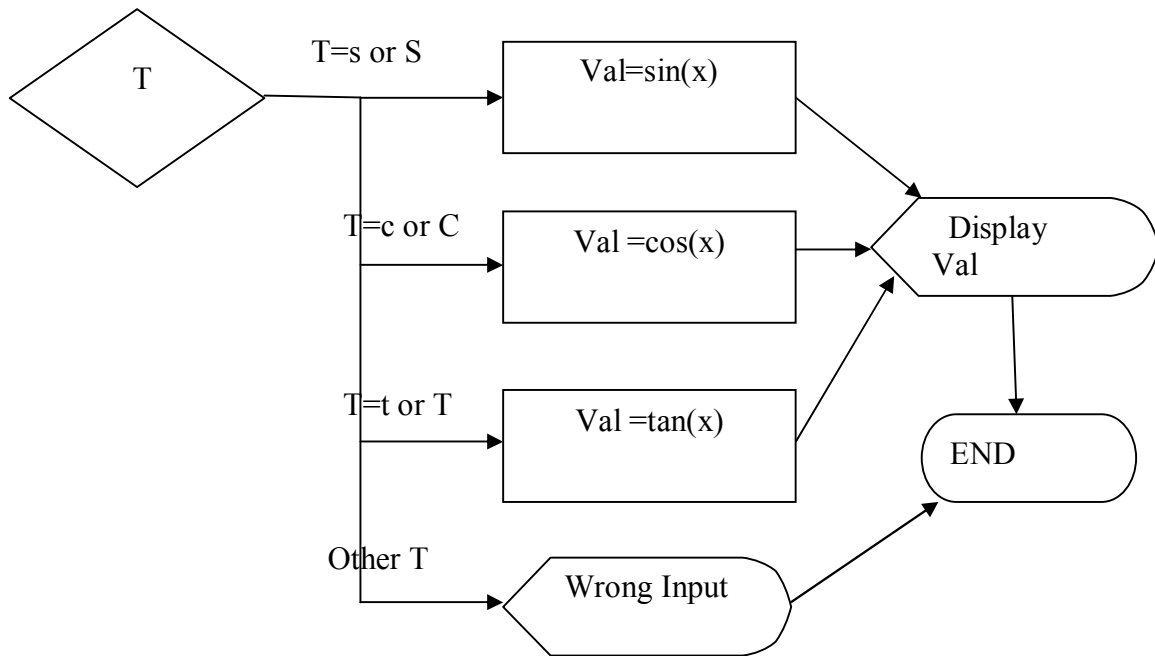 T
T=s or S
Val=sin(x)
T=c or C
Val =cos(x)
Display
Val
T=t or T
Val =tan(x)
END
Other T
Wrong Input